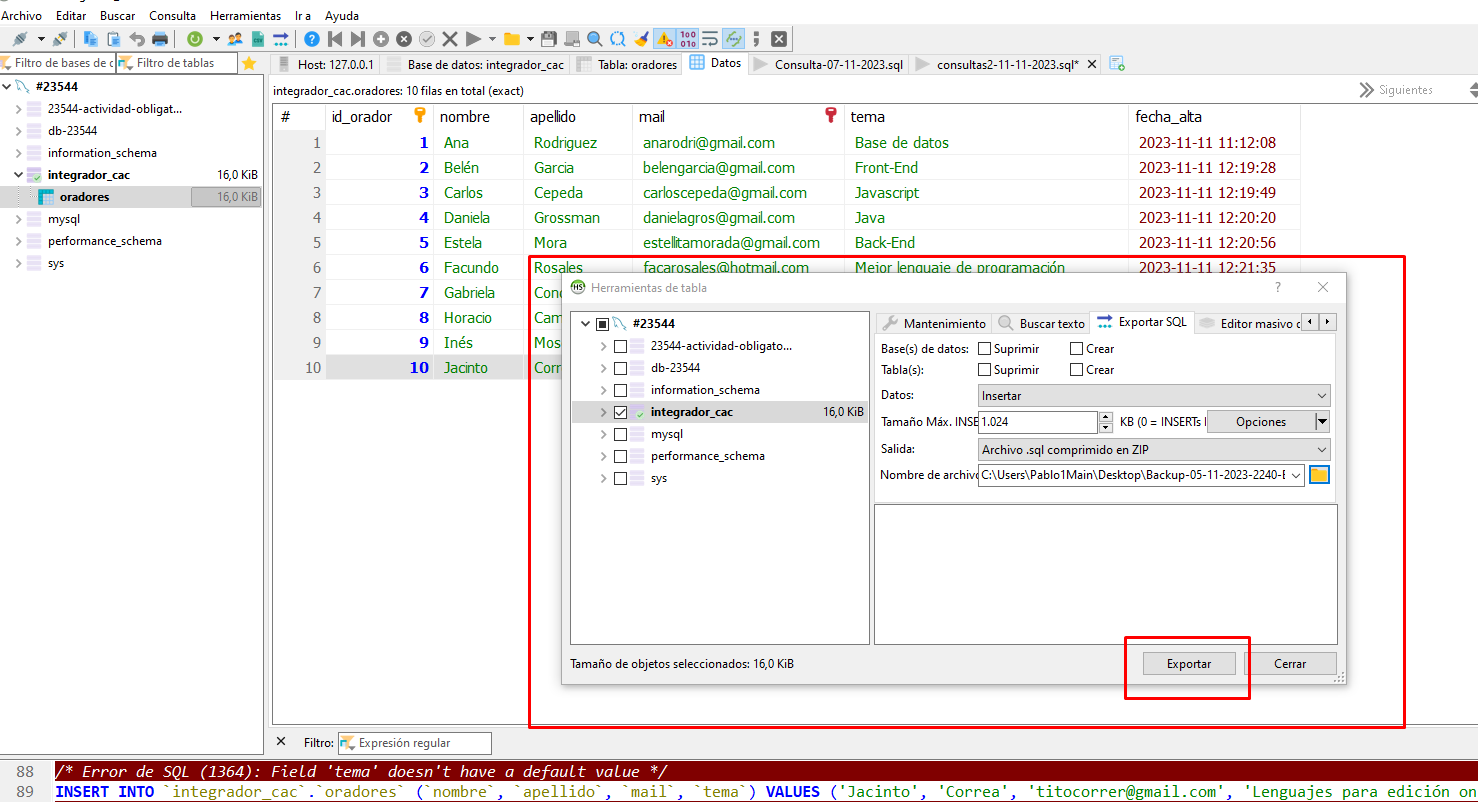 Archivo Editar Buscar Consulta Herramientas Ir a Ayuda
Filtro de bases de c Filtro de tablas
Host: 127.0.0.1 Base de datos: integrador_cac Tabla: oradores Datos Consulta-07-11-2023.sql consultas2-11-11-2023.sql*
#23544
23544-actividad-obligat...
db-23544
information_schema
integrador_cac 16,0 KiB
oradores 16,0 KiB
mysql
performance_schema
sys
integrador_cac.oradores: 10 filas en total (exact) Siguientes
# id_orador nombre apellido mail tema fecha_alta
1 1 Ana Rodriguez anarodri@gmail.com Base de datos 2023-11-11 11:12:08
2 2 Belén Garcia belengarcia@gmail.com Front-End 2023-11-11 12:19:28
3 3 Carlos Cepeda carloscepeda@gmail.com Javascript 2023-11-11 12:19:49
4 4 Daniela Grossman danielagros@gmail.com Java 2023-11-11 12:20:20
5 5 Estela Mora estellitamorada@gmail.com Back-End 2023-11-11 12:20:56
6 6 Facundo Rosales facarosales@hotmail.com Mejor lenguaje de programación 2023-11-11 12:21:35
7 7 Gabriela Con
8 8 Horacio Cam
9 9 Inés Mos
10 10 Jacinto Corr
Herramientas de tabla ?
#23544
23544-actividad-obligato...
db-23544
information_schema
integrador_cac 16,0 KiB
mysql
performance_schema
sys
Mantenimiento Buscar texto Exportar SQL Editor masivo c
Base(s) de datos: Suprimir Crear
Tabla(s): Suprimir Crear
Datos: Insertar
Tamaño Máx. INSE 1.024 KB (0 = INSERTs Opciones
Salida: Archivo .sql comprimido en ZIP
Nombre de archivo C:\Users\Pablo1Main\Desktop\Backup-05-11-2023-2240-E
Tamaño de objetos seleccionados: 16,0 KiB Exportar Cerrar
Filtro: Expresión regular
88 /* Error de SQL (1364): Field 'tema' doesn't have a default value */
89 INSERT INTO `integrador_cac`.`oradores` (`nombre`, `apellido`, `mail`, `tema`) VALUES ('Jacinto', 'Correa', 'titocorrer@gmail.com', 'Lenguajes para edición on